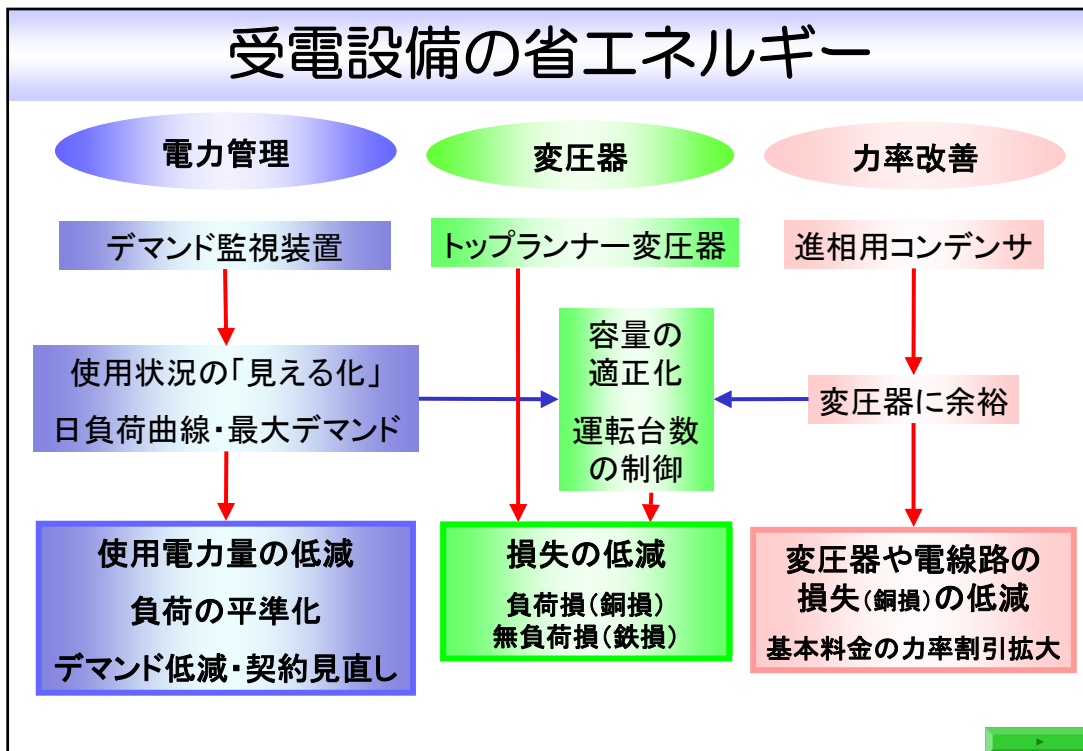 受電設備の省エネルギー
電力管理
変圧器
力率改善
デマンド監視装置
トップランナー変圧器
進相用コンデンサ
使用状況の「見える化」
日負荷曲線・最大デマンド
容量の
適正化
運転台数
の制御
変圧器に余裕
使用電力量の低減
負荷の平準化
デマンド低減・契約見直し
損失の低減
負荷損(銅損)
無負荷損(鉄損)
変圧器や電線路の
損失(銅損)の低減
基本料金の力率割引拡大